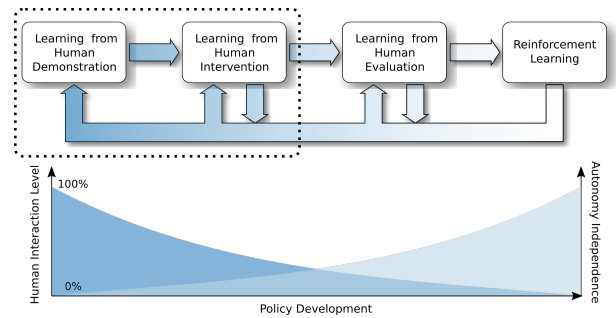 Learning from
Human
Demonstration
Learning from
Human
Intervention
Learning from
Human
Evaluation
Reinforcement
Learning
Human Interaction Level
100%
0%
Autonomy Independence
Policy Development